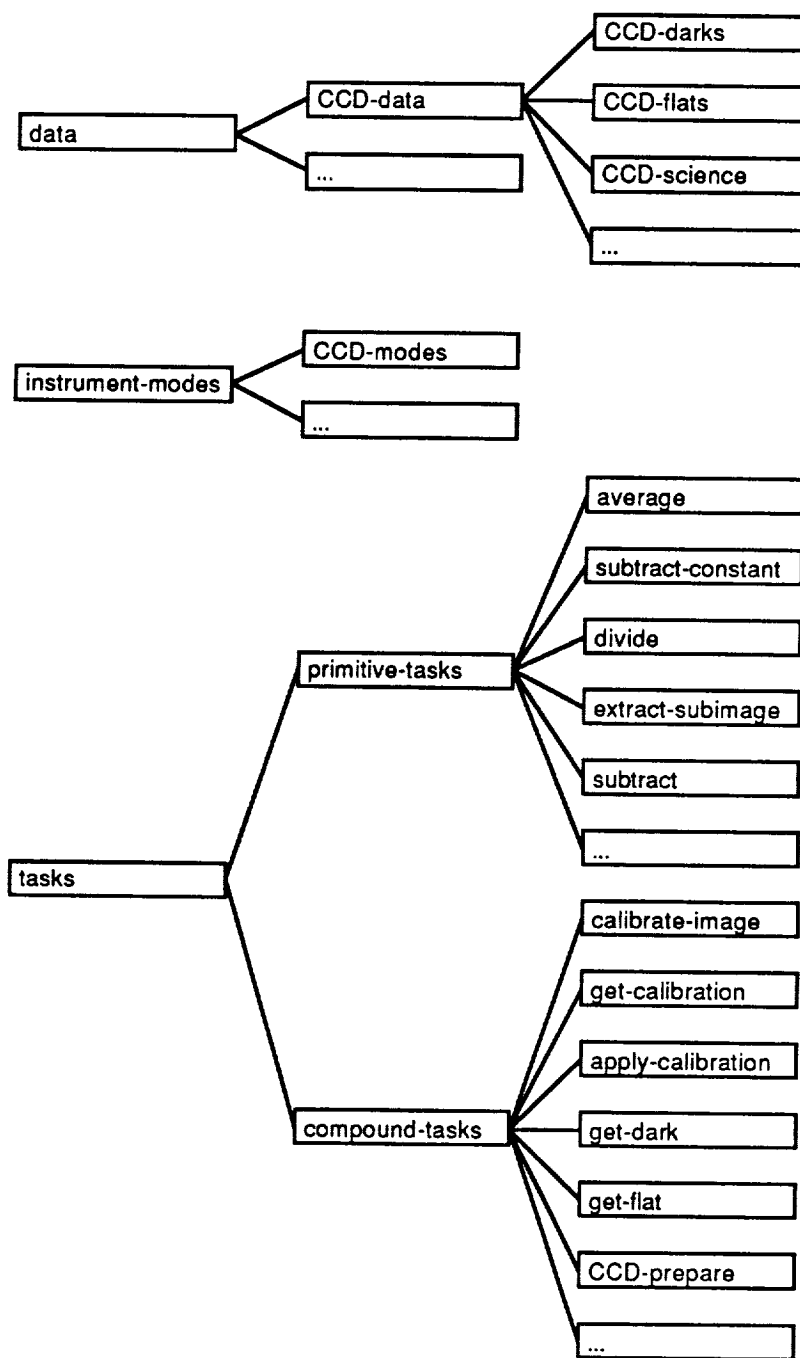 data
CCD-data
...
CCD-darks
CCD-flats
CCD-science
...
instrument-modes
CCD-modes
...
tasks
primitive-tasks
average
subtract-constant
divide
extract-subimage
subtract
...
compound-tasks
calibrate-image
get-calibration
apply-calibration
get-dark
get-flat
CCD-prepare
...